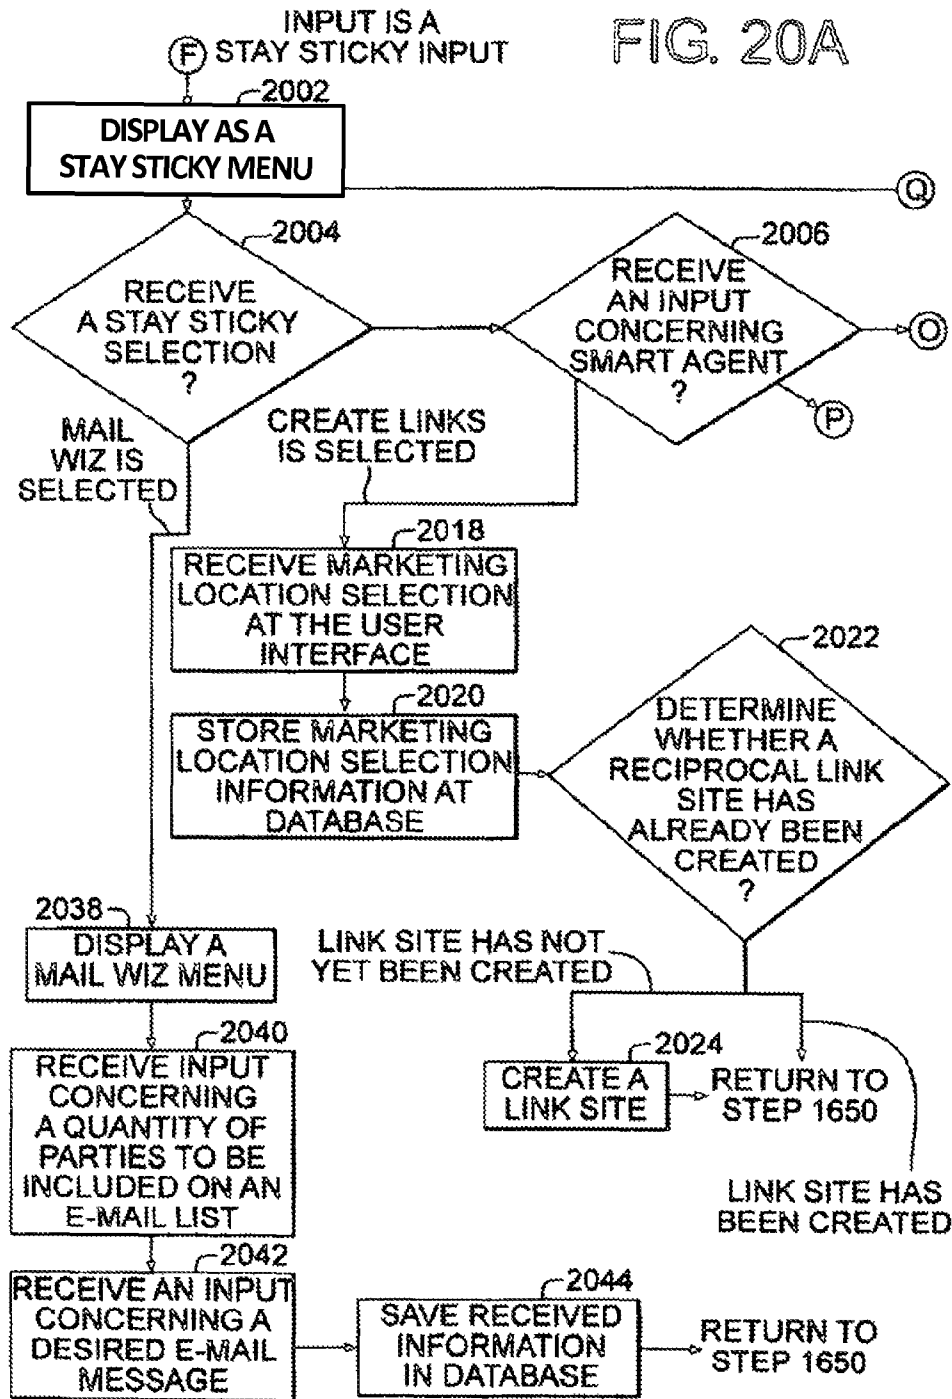 INPUT IS A
STAY STICKY INPUT
FIG. 20A
F
2002
DISPLAY AS A
STAY STICKY MENU
Q
2004
RECEIVE
A STAY STICKY
SELECTION
?
2006
RECEIVE
AN INPUT
CONCERNING
SMART AGENT
?
O
P
MAIL
WIZ IS
SELECTED
CREATE LINKS
IS SELECTED
2018
RECEIVE MARKETING
LOCATION SELECTION
AT THE USER
INTERFACE
2020
STORE MARKETING
LOCATION SELECTION
INFORMATION AT
DATABASE
2022
DETERMINE
WHETHER A
RECIPROCAL LINK
SITE HAS
ALREADY BEEN
CREATED
?
2038
DISPLAY A
MAIL WIZ MENU
LINK SITE HAS NOT
YET BEEN CREATED
2024
CREATE A
LINK SITE
RETURN TO
STEP 1650
LINK SITE HAS
BEEN CREATED
2040
RECEIVE INPUT
CONCERNING
A QUANTITY OF
PARTIES TO BE
INCLUDED ON AN
E-MAIL LIST
2042
RECEIVE AN INPUT
CONCERNING A
DESIRED E-MAIL
MESSAGE
2044
SAVE RECEIVED
INFORMATION
IN DATABASE
RETURN TO
STEP 1650